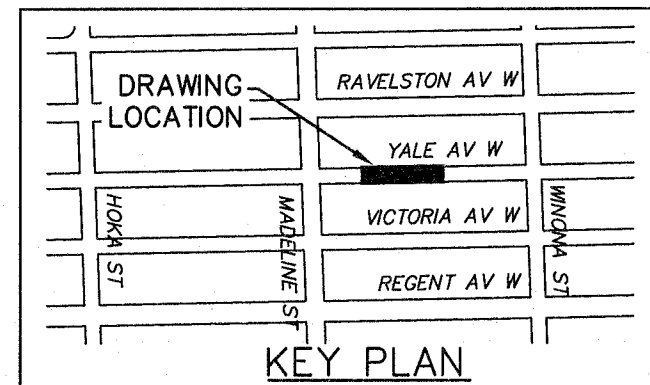 DRAWING
LOCATION
RAVELSTON AV W
YALE AV W
VICTORIA AV W
REGENT AV W
HOKA ST
MADELINE ST
WINONA ST
KEY PLAN